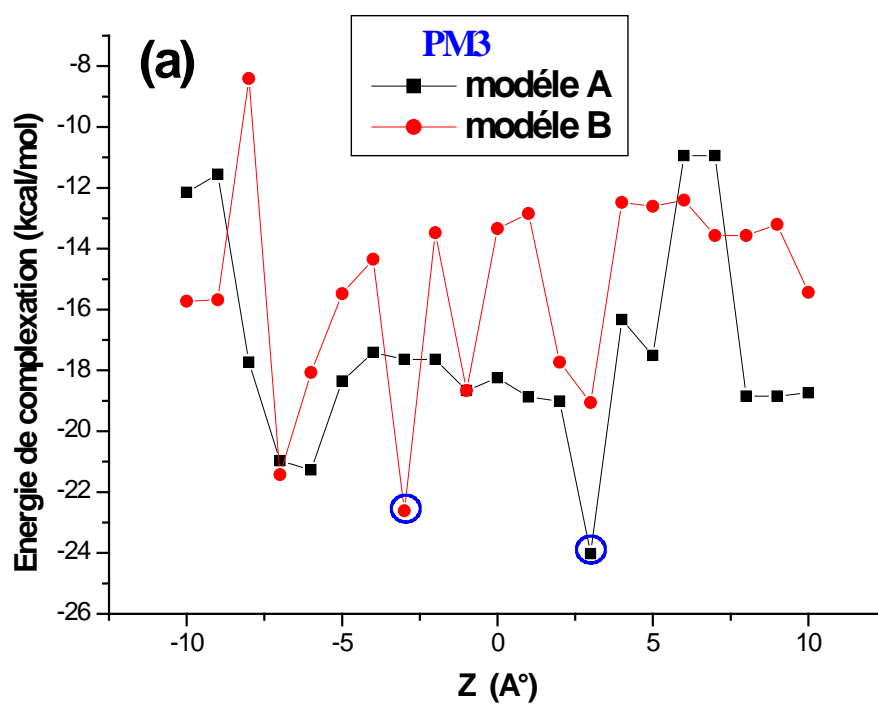 (a)
PM3
modéle A
modéle B
Energie de complexation (kcal/mol)
-8
-10
-12
-14
-16
-18
-20
-22
-24
-26
-10 -5 0 5 10
Z (A°)